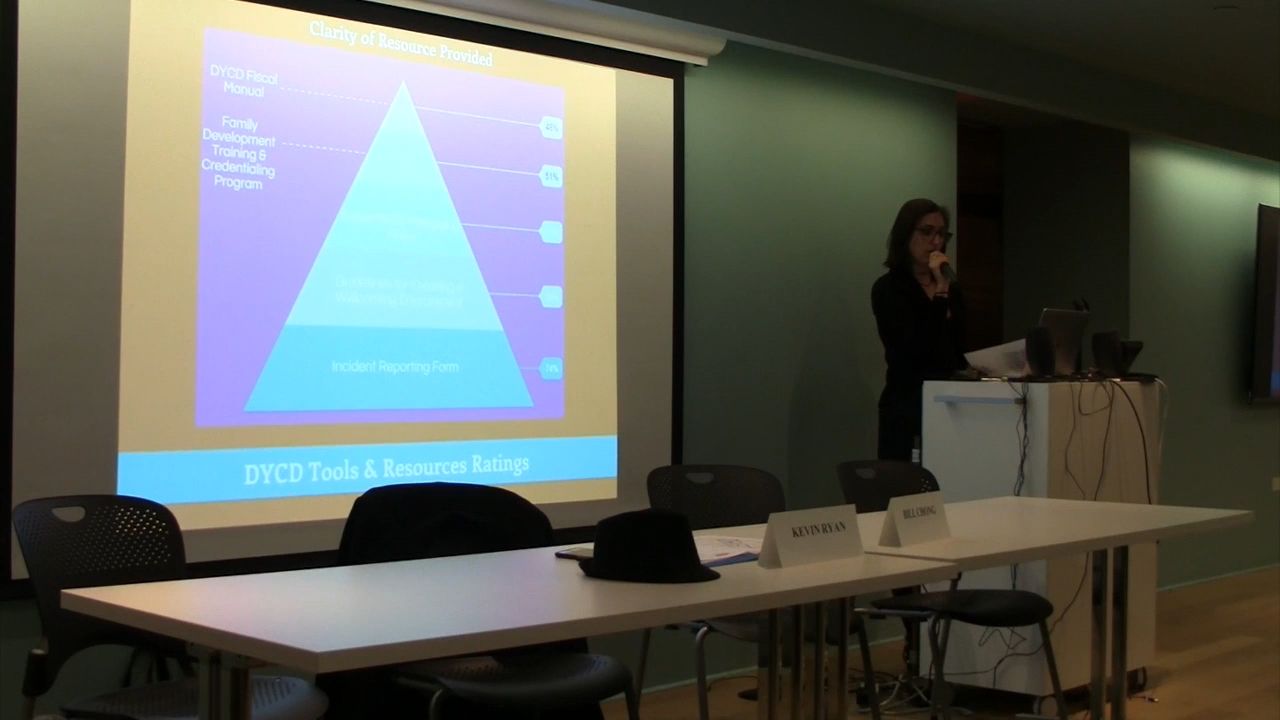 Clarity of Resource Provided
DYCD Fiscal
Manual
Family
Development
Training &
Credentialing
Program
51%
Incident Reporting Form
74%
DYCD Tools & Resources Ratings
KEVIN RYAN
BILL CHONG